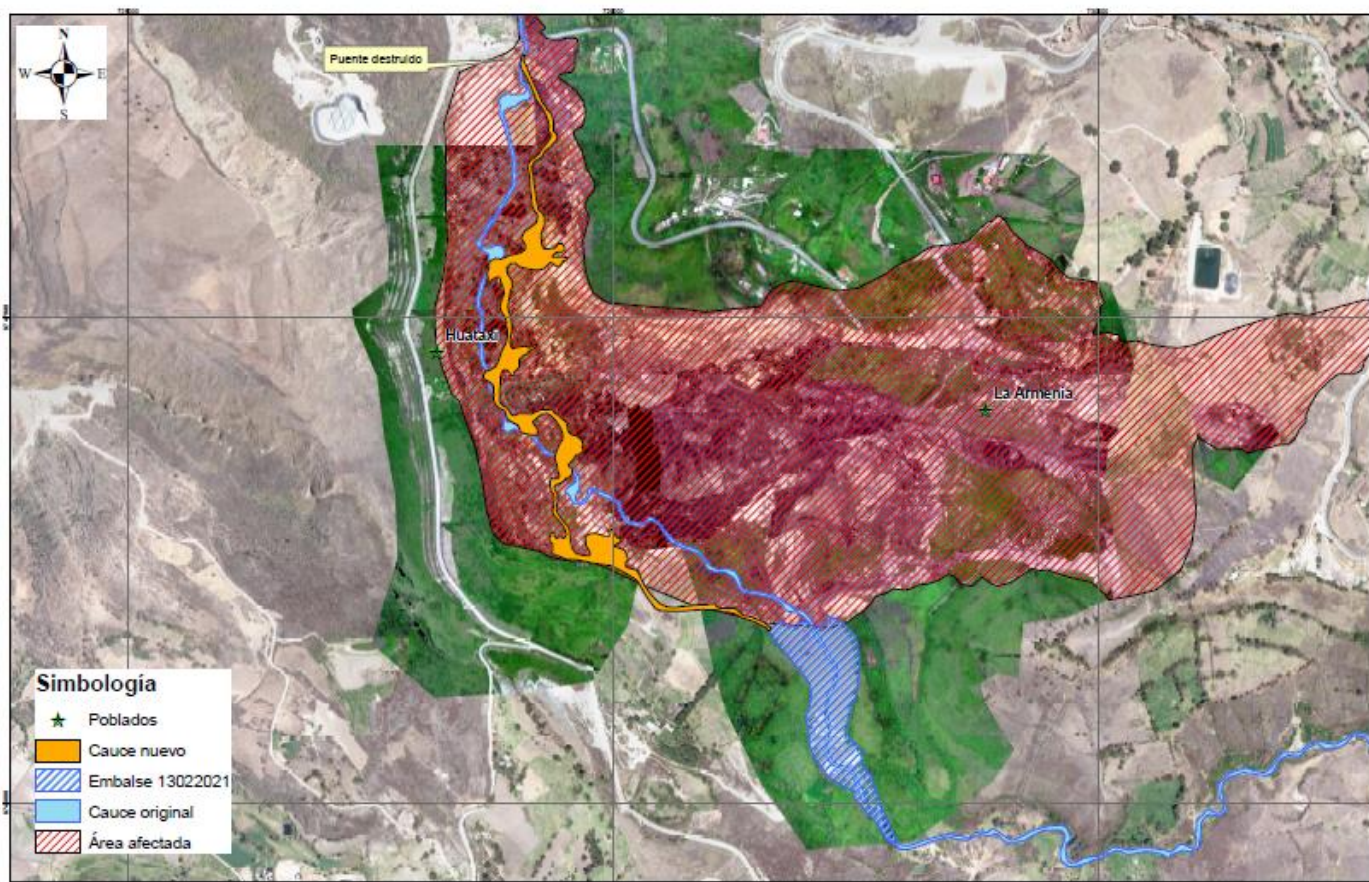 N
W E
S
Puente destruido
Huataxi
La Armenia
Simbología
Poblados
Cauce nuevo
Embalse 13022021
Cauce original
Área afectada